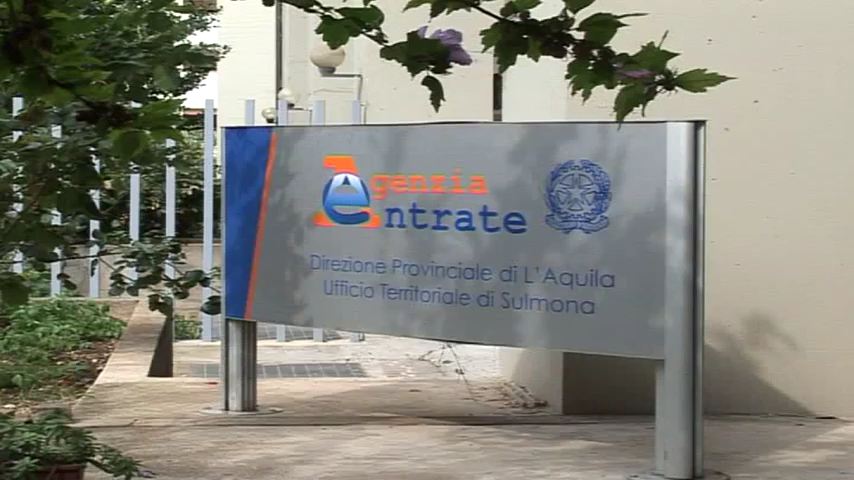 Agenzia
Entrate
Direzione Provinciale di L'Aquila
Ufficio Territoriale di Sulmona